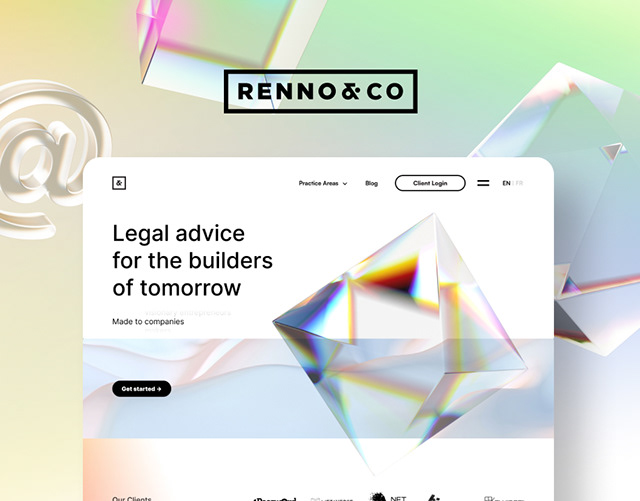 @
RENNO&CO
&
Practice Areas
Blog
Client Login
EN FR
Legal advice
for the builders
of tomorrow
Made to companies
Get started →
Our Clients
NET